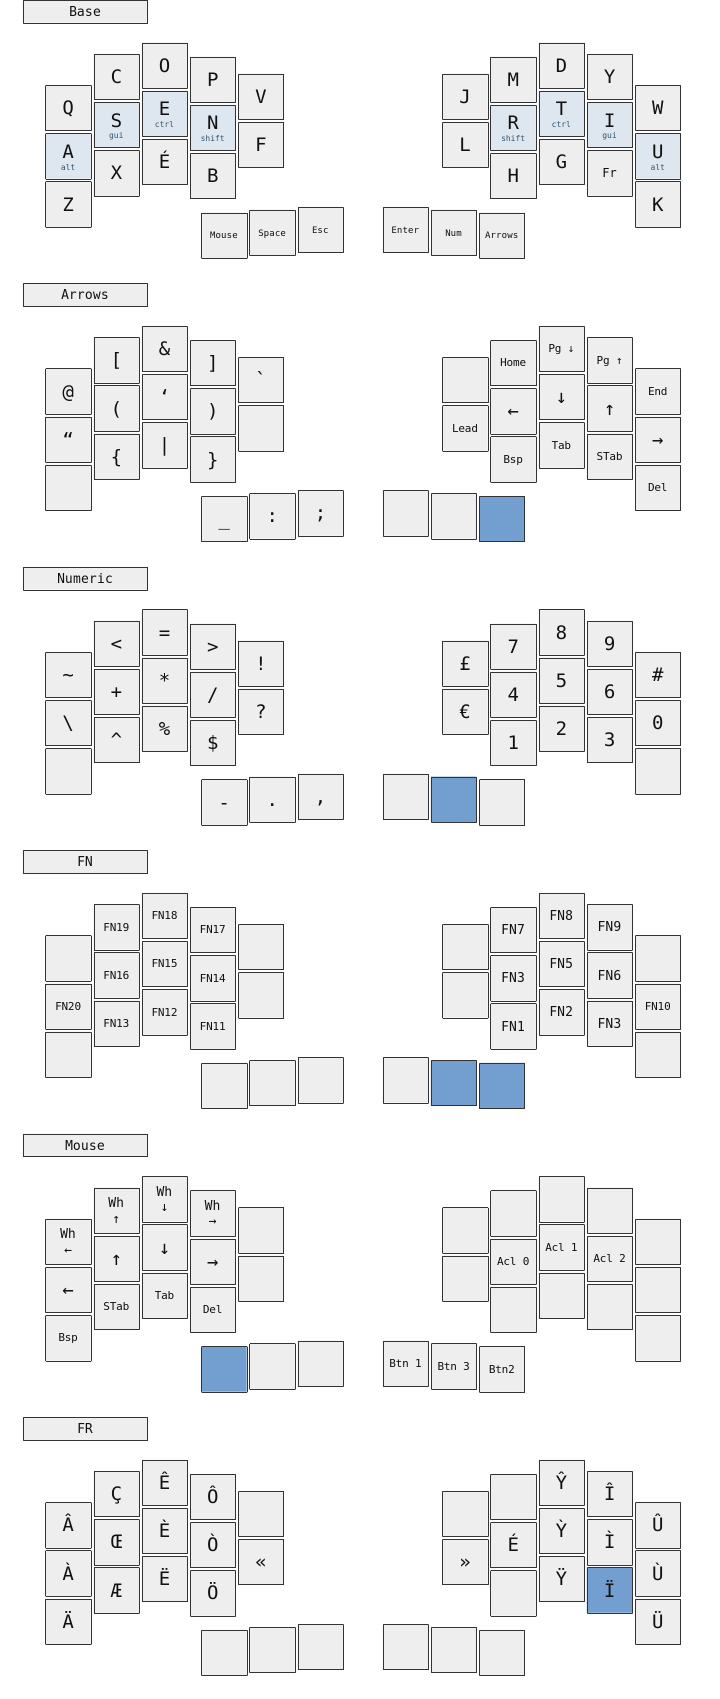 Base
Q C O P V J M D Y W
A alt S gui E ctrl N shift F L R shift T ctrl I gui U alt
Z X É B H G Fr K
Mouse Space Esc Enter Num Arrows
Arrows
@ [ & ] ` Home Pg ↓ Pg ↑ End
“ ( ‘ ) Lead ← ↓ ↑ →
{ | } Bsp Tab STab Del
_ : ;
Numeric
~ < = > ! £ 7 8 9 #
\ + * / ? € 4 5 6 0
^ % $ 1 2 3
- . ,
FN
FN19 FN18 FN17 FN7 FN8 FN9
FN20 FN16 FN15 FN14 FN3 FN5 FN6 FN10
FN13 FN12 FN11 FN1 FN2 FN3
Mouse
Wh ← Wh ↑ Wh ↓ Wh →
← ↑ ↓ → Acl 0 Acl 1 Acl 2
Bsp STab Tab Del
Btn 1 Btn 3 Btn2
FR
Â Ç Ê Ô Ŷ Î Û
À Œ È Ò « » É Ỳ Ì Ù
Ä Æ Ë Ö Ÿ Ï Ü